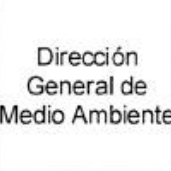 Dirección
General de
Medio Ambiente